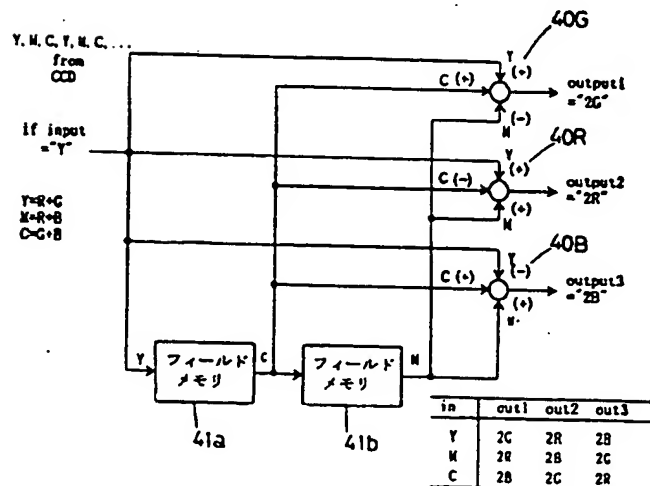 40G
Y, M, C, Y, M, C, ...
from
CCD
Y
(+)
C (+)
output1
="2G"
M
(-)
if input
="Y"
40R
Y
(+)
C (-)
output2
="2R"
M
(+)
Y=R+G
M=R+B
C=G+B
40B
Y
(-)
C (+)
output3
="2B"
(+)
M
Y
フィールド
メモリ
C
フィールド
メモリ
M
41a
41b
in out1 out2 out3
Y 2G 2R 2B
M 2R 2B 2G
C 2B 2G 2R